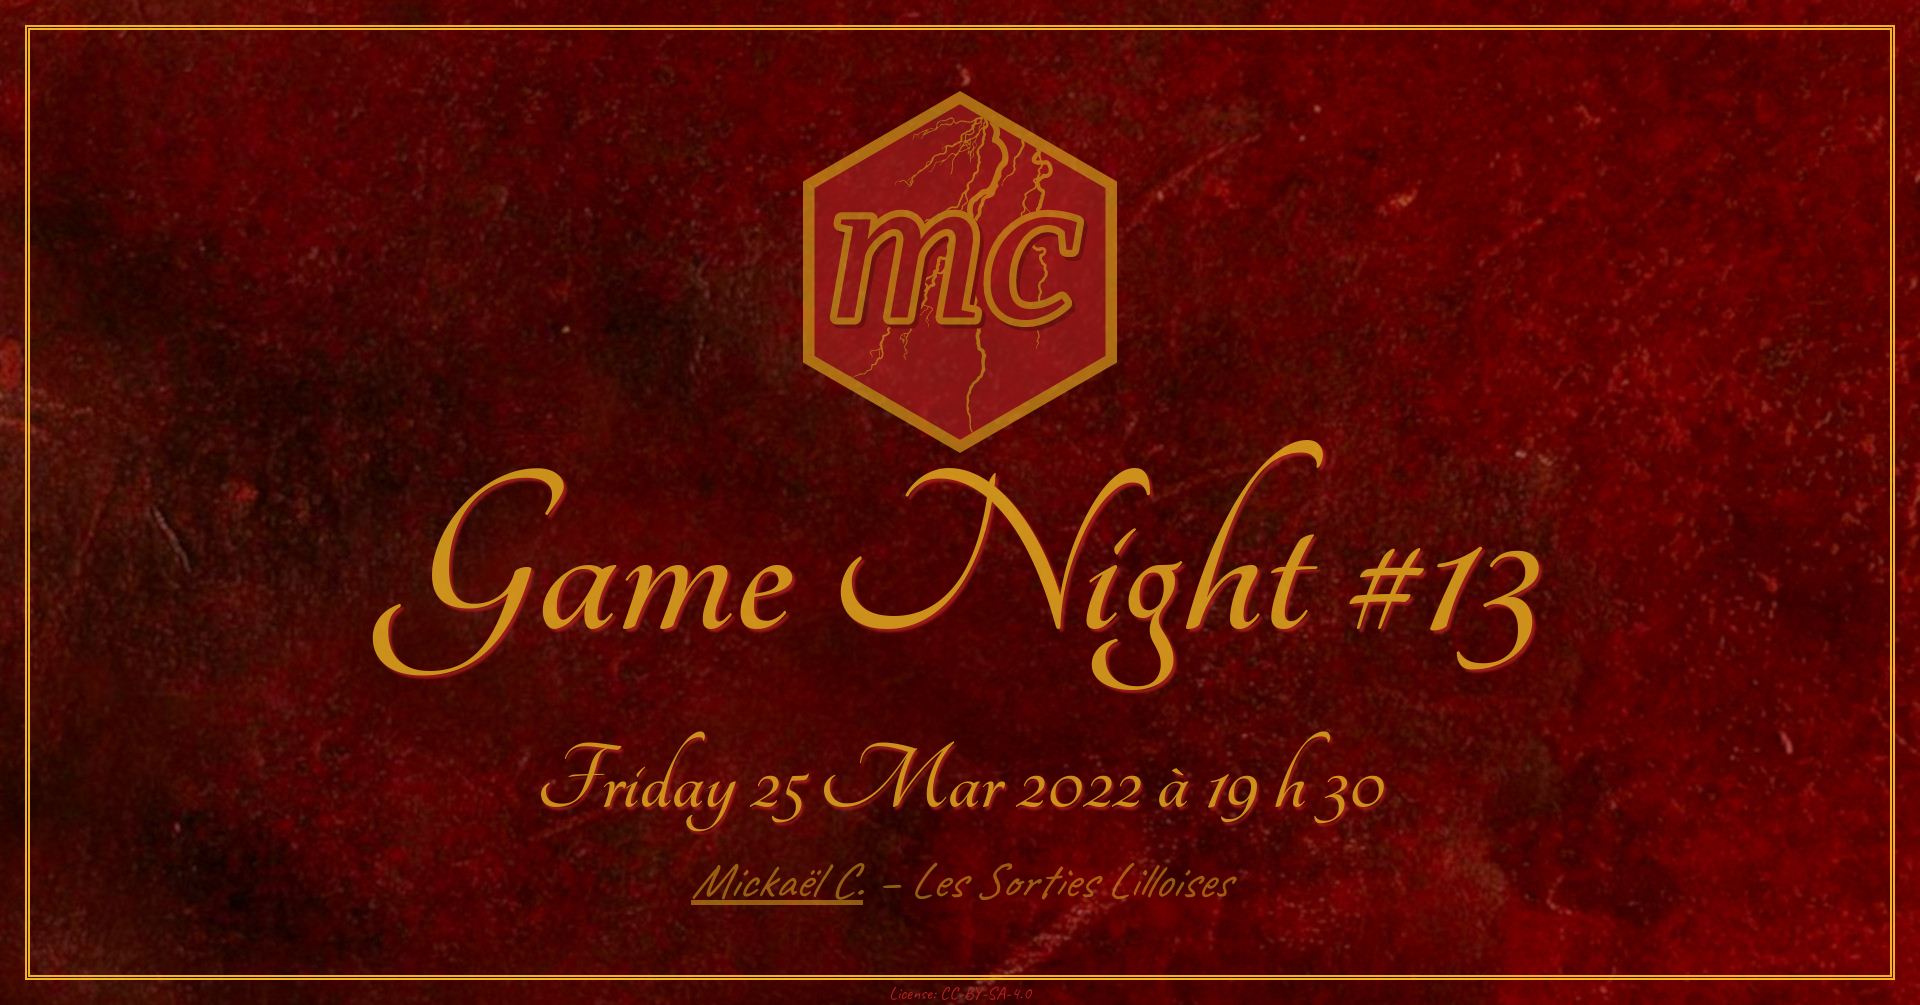 mc
Game Night #13
Friday 25 Mar 2022 à 19 h 30
Mickaël C. – Les Sorties Lilloises
License: CC-BY-SA-4.0